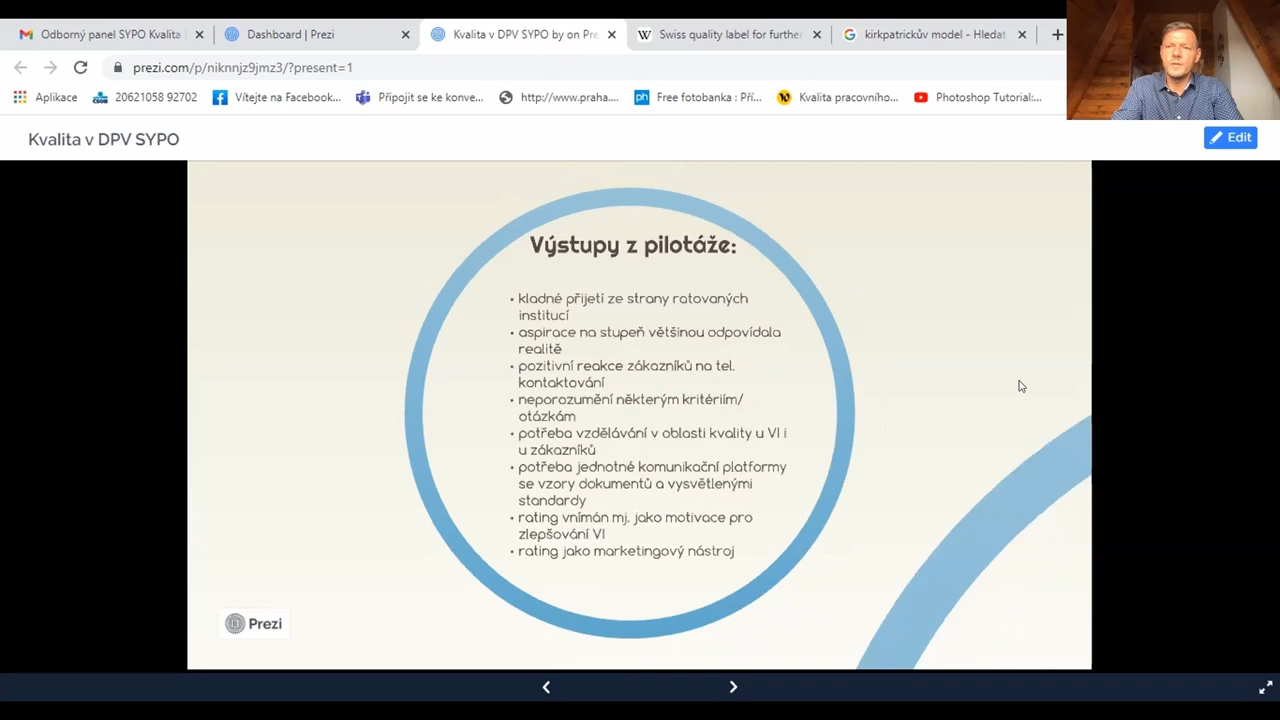 Odborný panel SYPO Kvalita
Dashboard | Prezi
Kvalita v DPV SYPO by on Pre
Swiss quality label for further
kirkpatrickův model - Hledat
prezi.com/p/niknnjz9jmz3/?present=1
Aplikace
20621058 92702
Vítejte na Facebook...
Připojit se ke konve...
http://www.praha....
Free fotobanka : Pří...
Kvalita pracovního...
Photoshop Tutorial:...
Kvalita v DPV SYPO
Edit
Výstupy z pilotáže:
• kladné přijetí ze strany ratovaných
institucí
• aspirace na stupeň většinou odpovídala
realitě
• pozitivní reakce zákazníků na tel.
kontaktování
• neporozumění některým kritériím/
otázkám
• potřeba vzdělávání v oblasti kvality u VI i
u zákazníků
• potřeba jednotné komunikační platformy
se vzory dokumentů a vysvětlenými
standardy
• rating vnímán mj. jako motivace pro
zlepšování VI
• rating jako marketingový nástroj
Prezi